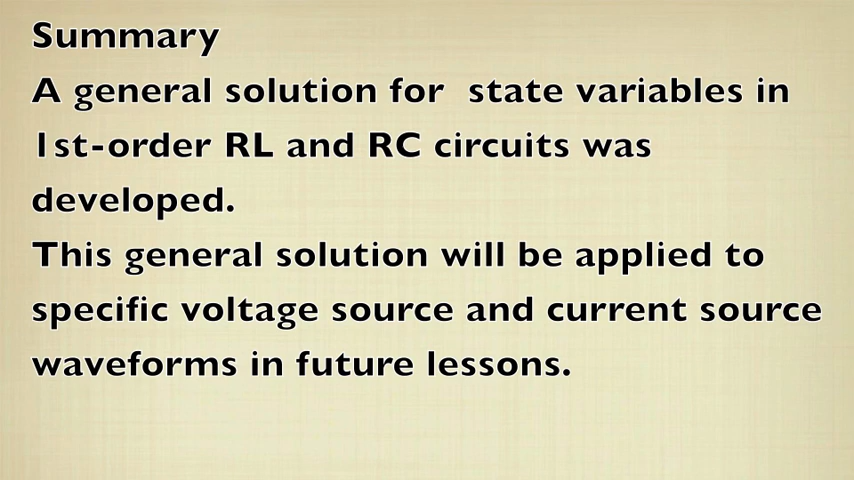 Summary
A general solution for  state variables in
1st-order RL and RC circuits was
developed.
This general solution will be applied to
specific voltage source and current source
waveforms in future lessons.